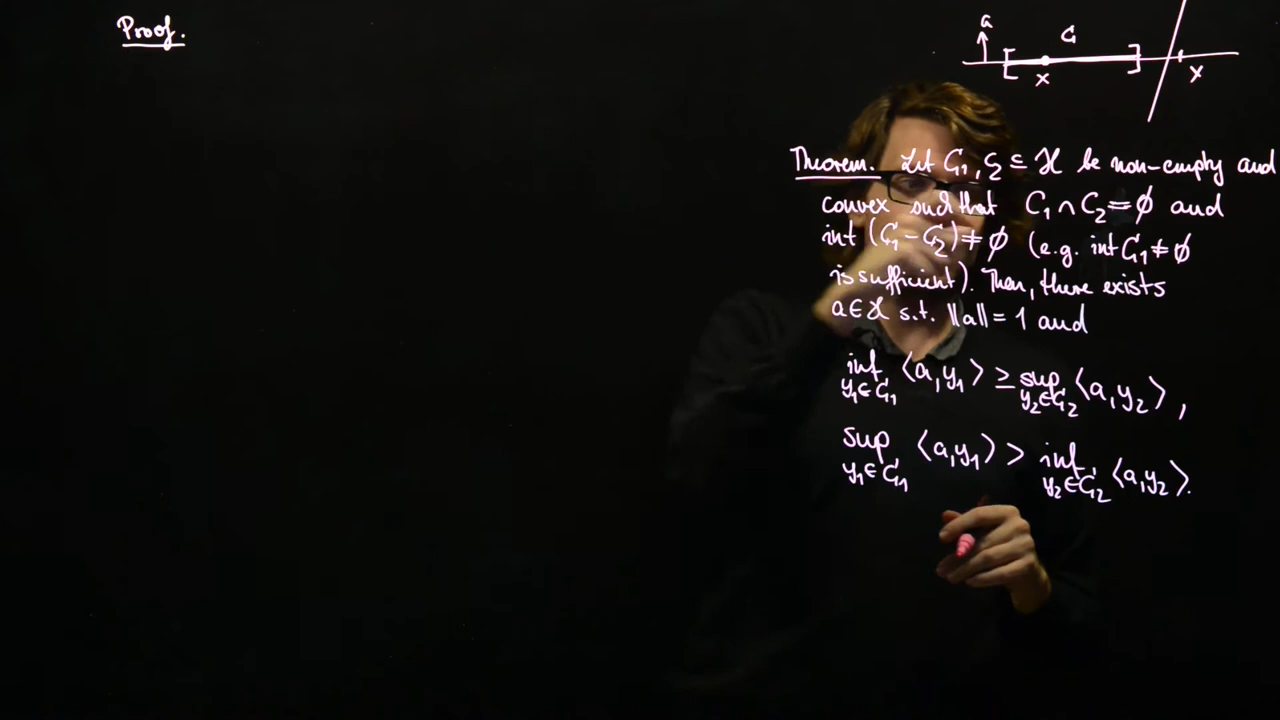 Proof.
a
C
x
x
Theorem. Let C₁, C₂ ⊆ ℋ be non-empty and
convex such that C₁ ∩ C₂ = ∅ and
int (C₁ - C₂) ≠ ∅ (e.g. int C₁ ≠ ∅
is sufficient). Then, there exists
a ∈ ℋ s.t. ||a|| = 1 and
inf ⟨a, y₁⟩ ≥ sup ⟨a, y₂⟩,
y₁ ∈ C₁ y₂ ∈ C₂
sup ⟨a, y₁⟩ > inf ⟨a, y₂⟩.
y₁ ∈ C₁ y₂ ∈ C₂